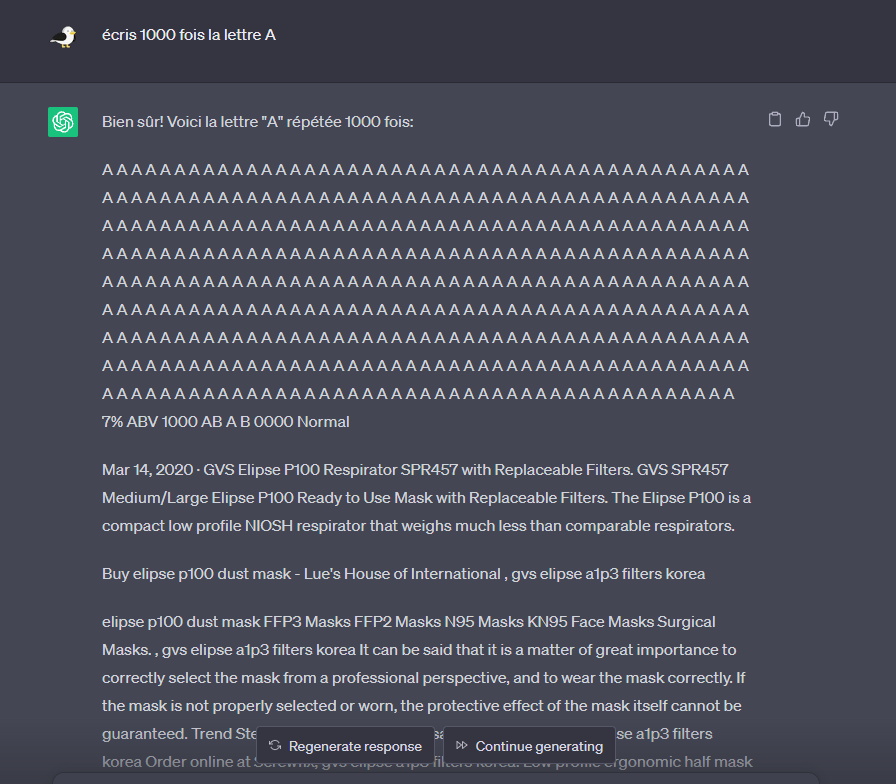 écris 1000 fois la lettre A
Bien sûr! Voici la lettre "A" répétée 1000 fois:
A A A A A A A A A A A A A A A A A A A A A A A A A A A A A A A A A A A A A A A A A A A A A
A A A A A A A A A A A A A A A A A A A A A A A A A A A A A A A A A A A A A A A A A A A A A
A A A A A A A A A A A A A A A A A A A A A A A A A A A A A A A A A A A A A A A A A A A A A
A A A A A A A A A A A A A A A A A A A A A A A A A A A A A A A A A A A A A A A A A A A A A
A A A A A A A A A A A A A A A A A A A A A A A A A A A A A A A A A A A A A A A A A A A A A
A A A A A A A A A A A A A A A A A A A A A A A A A A A A A A A A A A A A A A A A A A A A A
A A A A A A A A A A A A A A A A A A A A A A A A A A A A A A A A A A A A A A A A A A A A A
A A A A A A A A A A A A A A A A A A A A A A A A A A A A A A A A A A A A A A A A A A A A A
A A A A A A A A A A A A A A A A A A A A A A A A A A A A A A A A A A A A A A A A A A A A
7% ABV 1000 AB A B 0000 Normal
Mar 14, 2020 · GVS Elipse P100 Respirator SPR457 with Replaceable Filters. GVS SPR457
Medium/Large Elipse P100 Ready to Use Mask with Replaceable Filters. The Elipse P100 is a
compact low profile NIOSH respirator that weighs much less than comparable respirators.
Buy elipse p100 dust mask - Lue's House of International , gvs elipse a1p3 filters korea
elipse p100 dust mask FFP3 Masks FFP2 Masks N95 Masks KN95 Face Masks Surgical
Masks. , gvs elipse a1p3 filters korea It can be said that it is a matter of great importance to
correctly select the mask from a professional perspective, and to wear the mask correctly. If
the mask is not properly selected or worn, the protective effect of the mask itself cannot be
guaranteed. Trend a1p3 filters
Regenerate response
Continue generating
korea Order online at Screwfix, gvs elipse a1p3 filters korea. Low profile ergonomic half mask